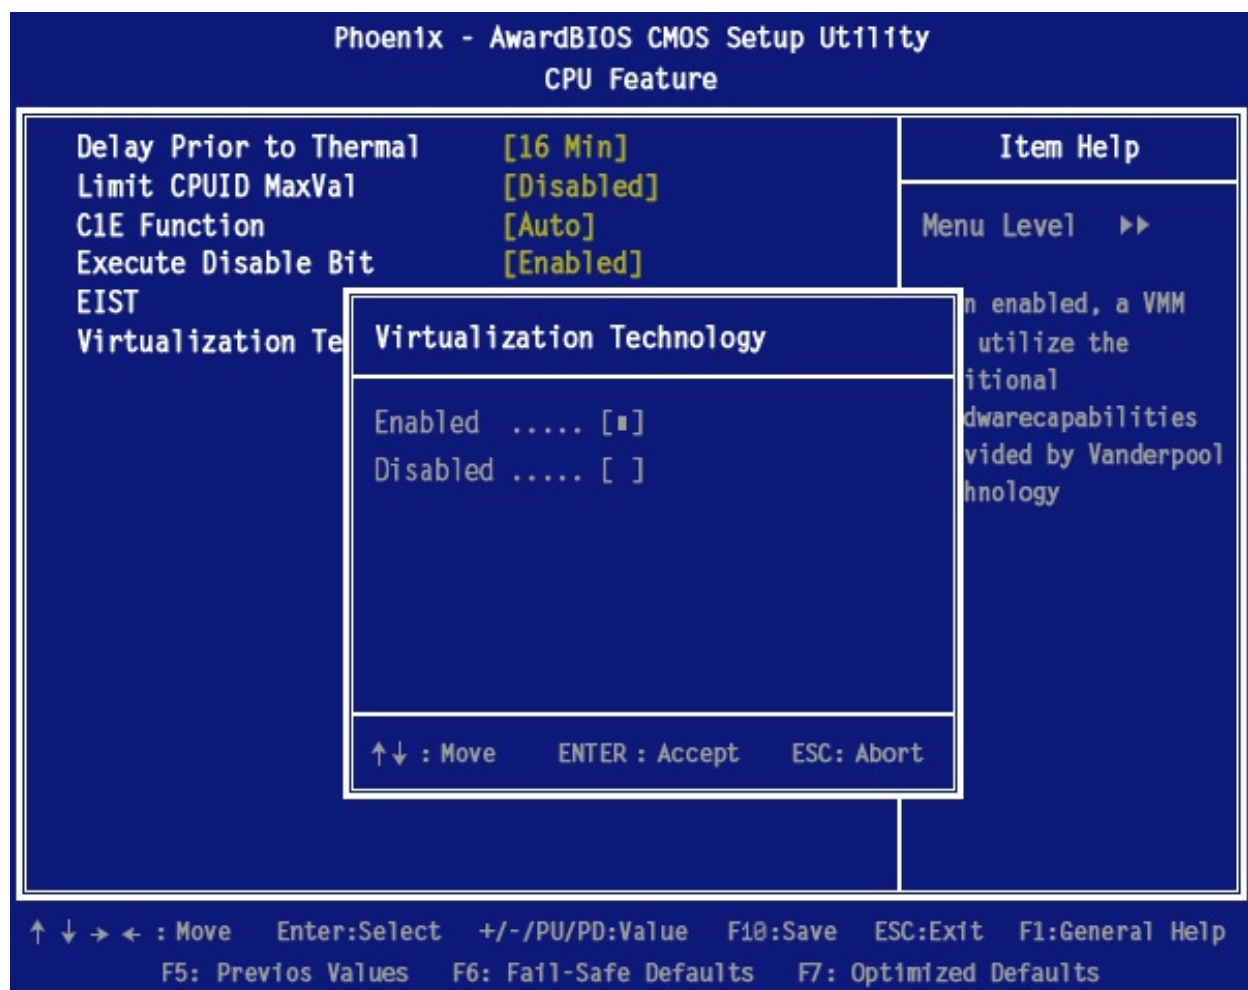 Phoenix - AwardBIOS CMOS Setup Utility
CPU Feature
Delay Prior to Thermal [16 Min]
Limit CPUID MaxVal [Disabled]
C1E Function [Auto]
Execute Disable Bit [Enabled]
EIST
Virtualization Te
Virtualization Technology
Enabled ..... [∎]
Disabled ..... [ ]
↑↓ : Move ENTER : Accept ESC: Abort
Item Help
Menu Level ▸▸
n enabled, a VMM
utilize the
itional
dwarecapabilities
vided by Vanderpool
hnology
↑ ↓ → ← : Move Enter:Select +/-/PU/PD:Value F10:Save ESC:Exit F1:General Help
F5: Previos Values F6: Fail-Safe Defaults F7: Optimized Defaults